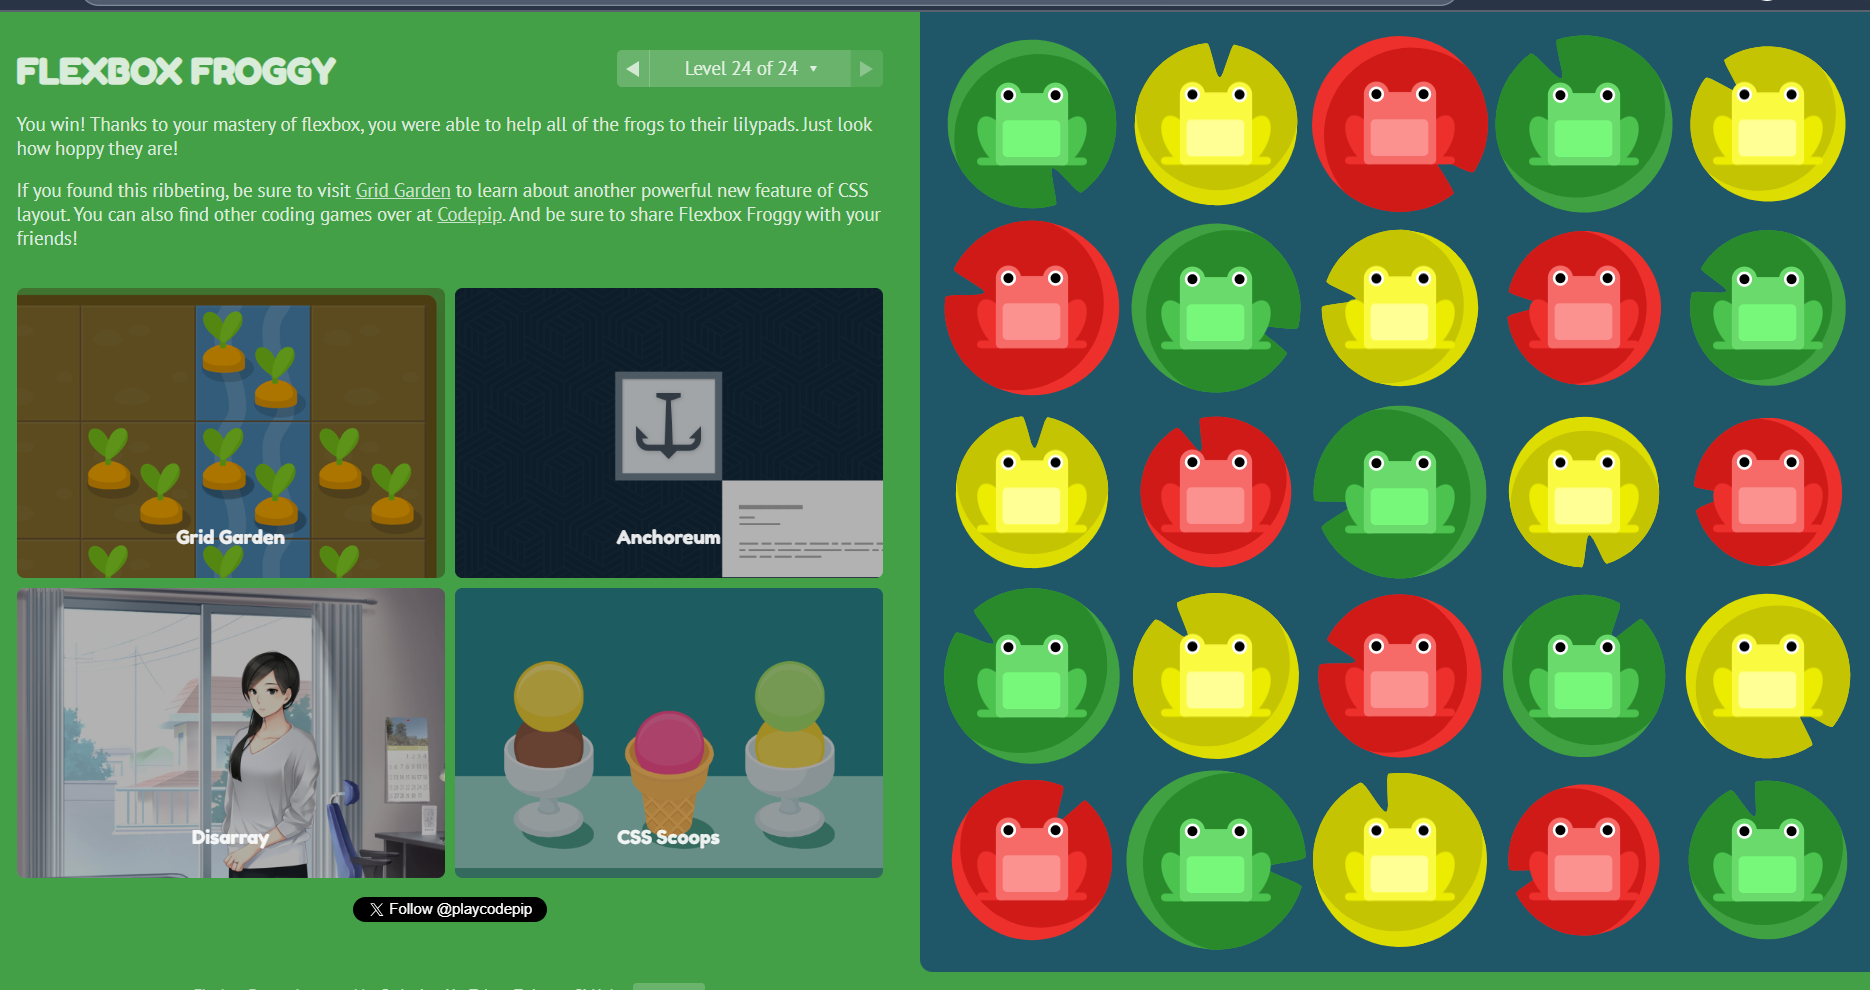 FLEXBOX FROGGY
Level 24 of 24
You win! Thanks to your mastery of flexbox, you were able to help all of the frogs to their lilypads. Just look
how hoppy they are!
If you found this ribbeting, be sure to visit Grid Garden to learn about another powerful new feature of CSS
layout. You can also find other coding games over at Codepip. And be sure to share Flexbox Froggy with your
friends!
Grid Garden
Anchoreum
Disarray
CSS Scoops
Follow @playcodepip